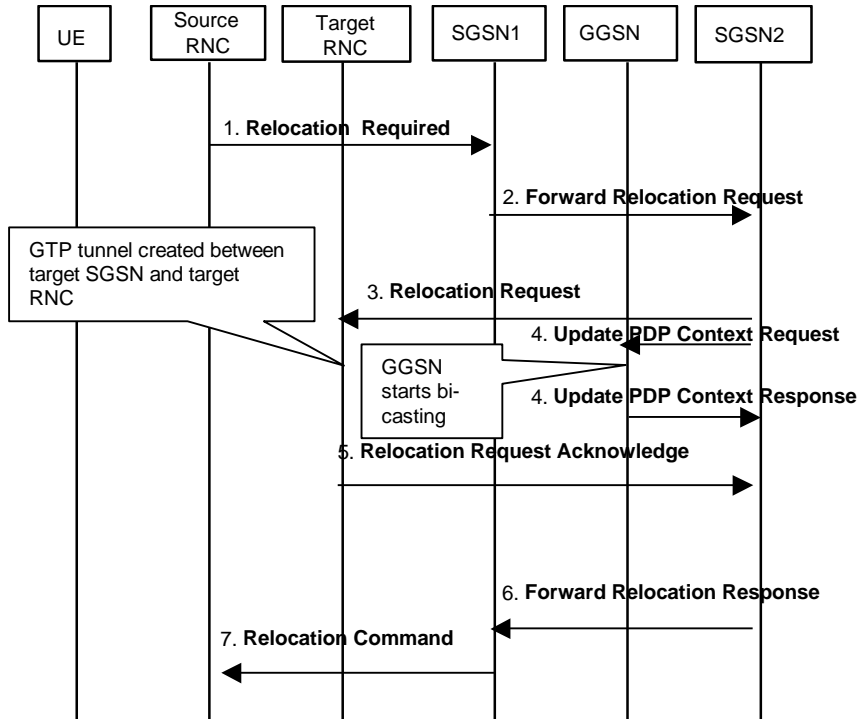 UE
Source
RNC
Target
RNC
SGSN1
GGSN
SGSN2
1. Relocation Required
2. Forward Relocation Request
GTP tunnel created between
target SGSN and target
RNC
3. Relocation Request
4. Update PDP Context Request
GGSN
starts bi-
casting
4. Update PDP Context Response
5. Relocation Request Acknowledge
6. Forward Relocation Response
7. Relocation Command